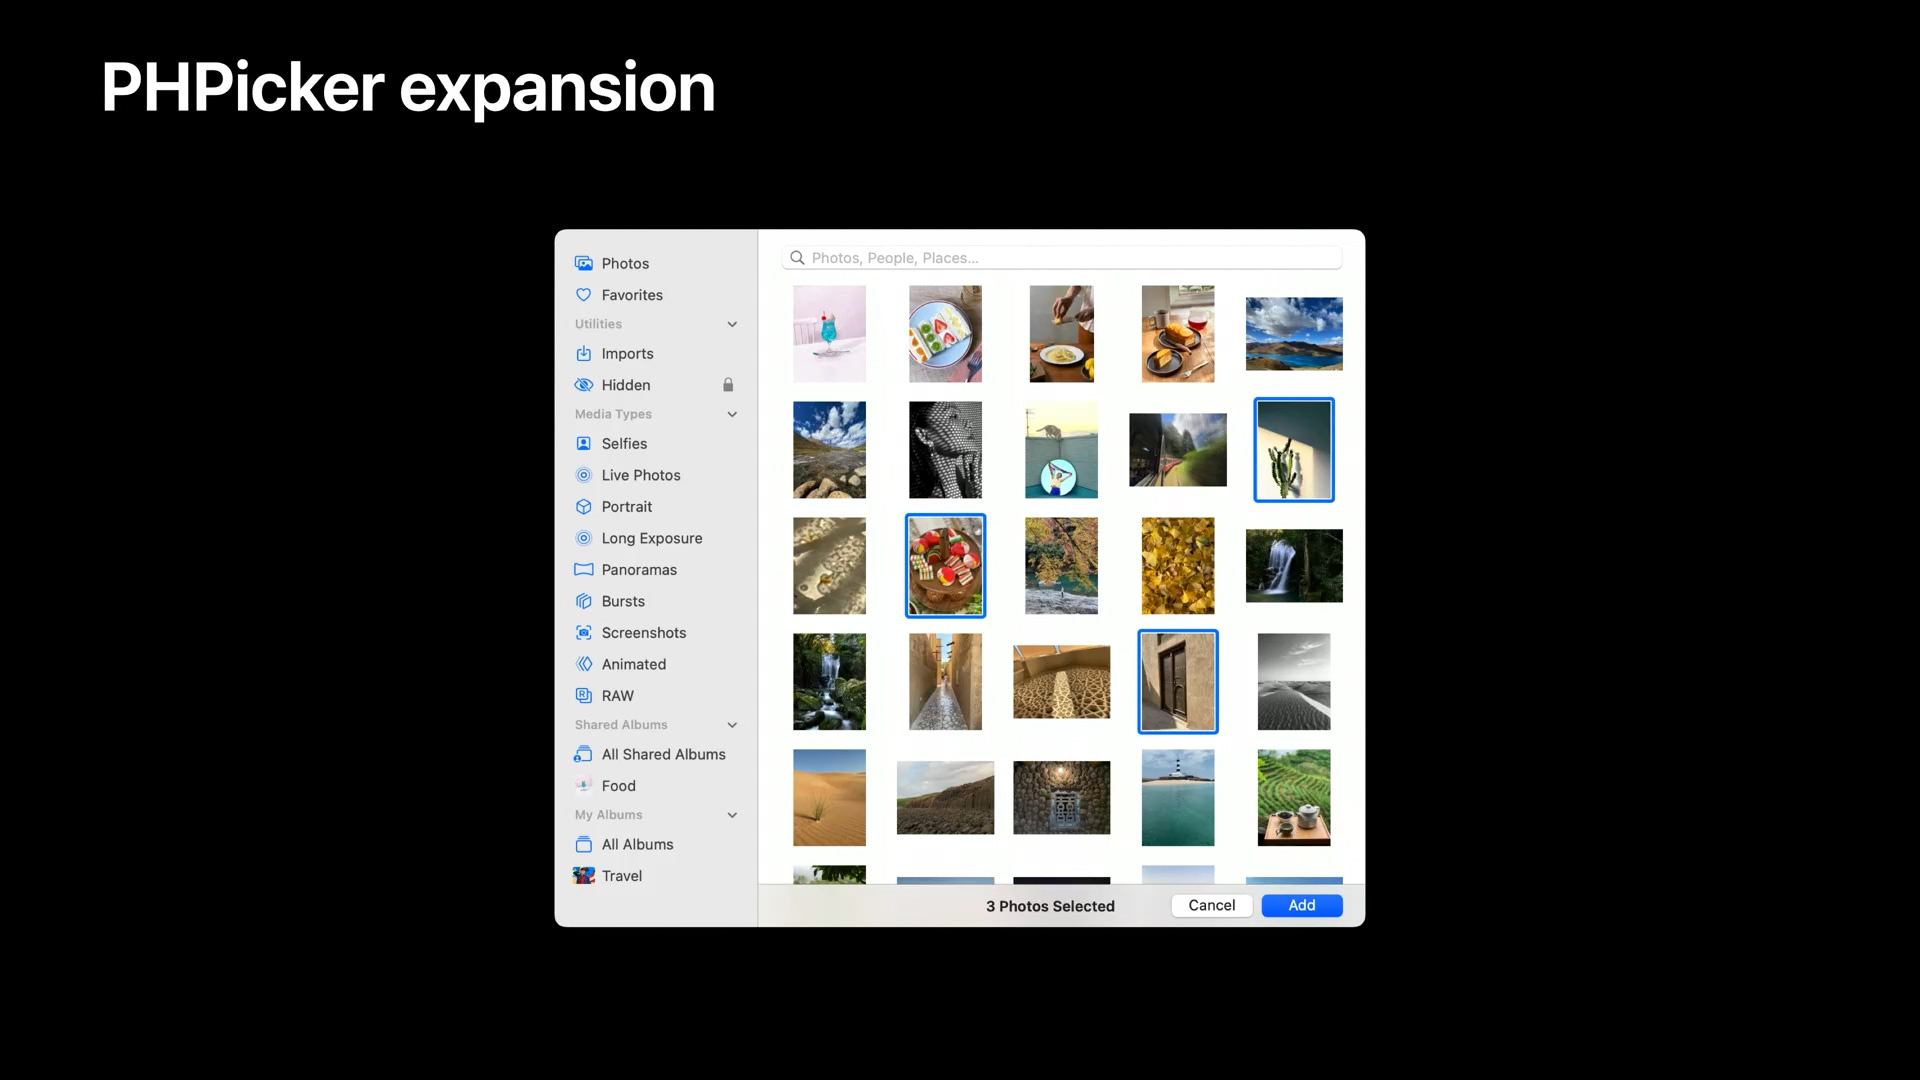 PHPicker expansion
Photos
Favorites
Utilities
Imports
Hidden
Media Types
Selfies
Live Photos
Portrait
Long Exposure
Panoramas
Bursts
Screenshots
Animated
RAW
Shared Albums
All Shared Albums
Food
My Albums
All Albums
Travel
Photos, People, Places...
3 Photos Selected
Cancel
Add